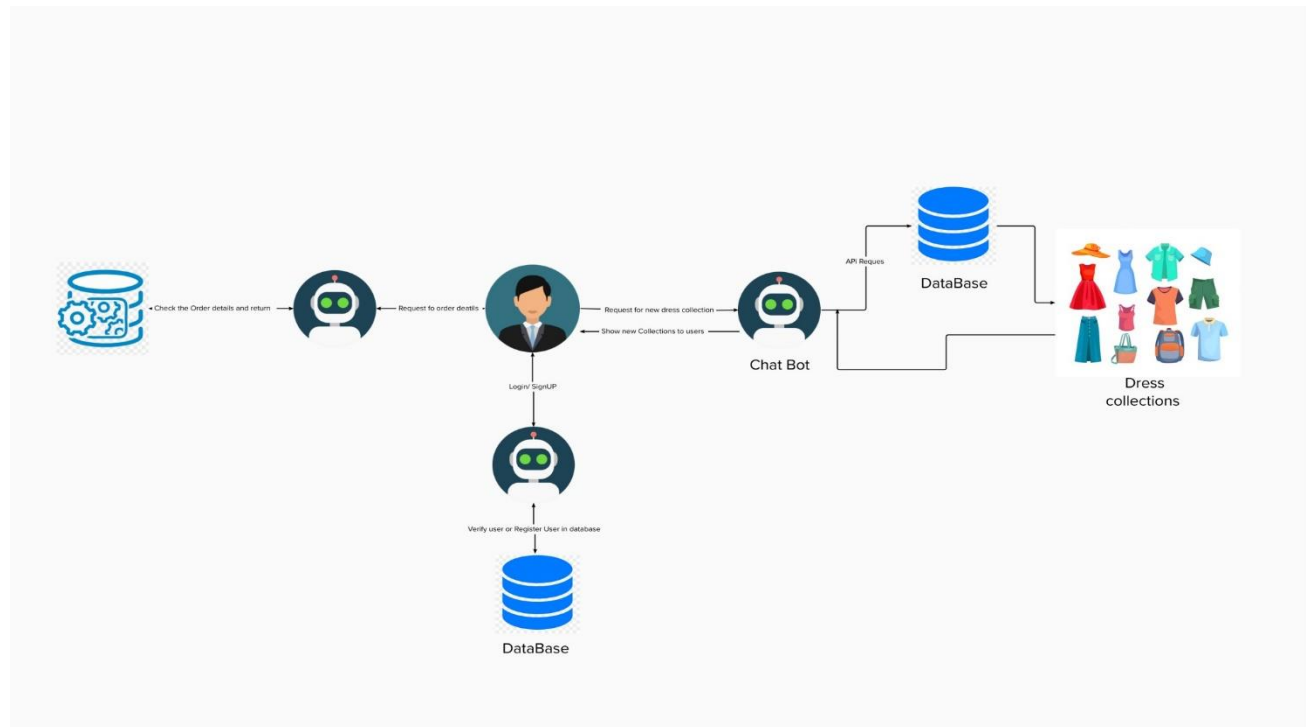 DataBase
API Reques
Check the Order details and return
Request fo order deatils
Request for new dress collection
Show new Collections to users
Chat Bot
Dress
collections
Login/ SignUP
Verify user or Register User in database
DataBase